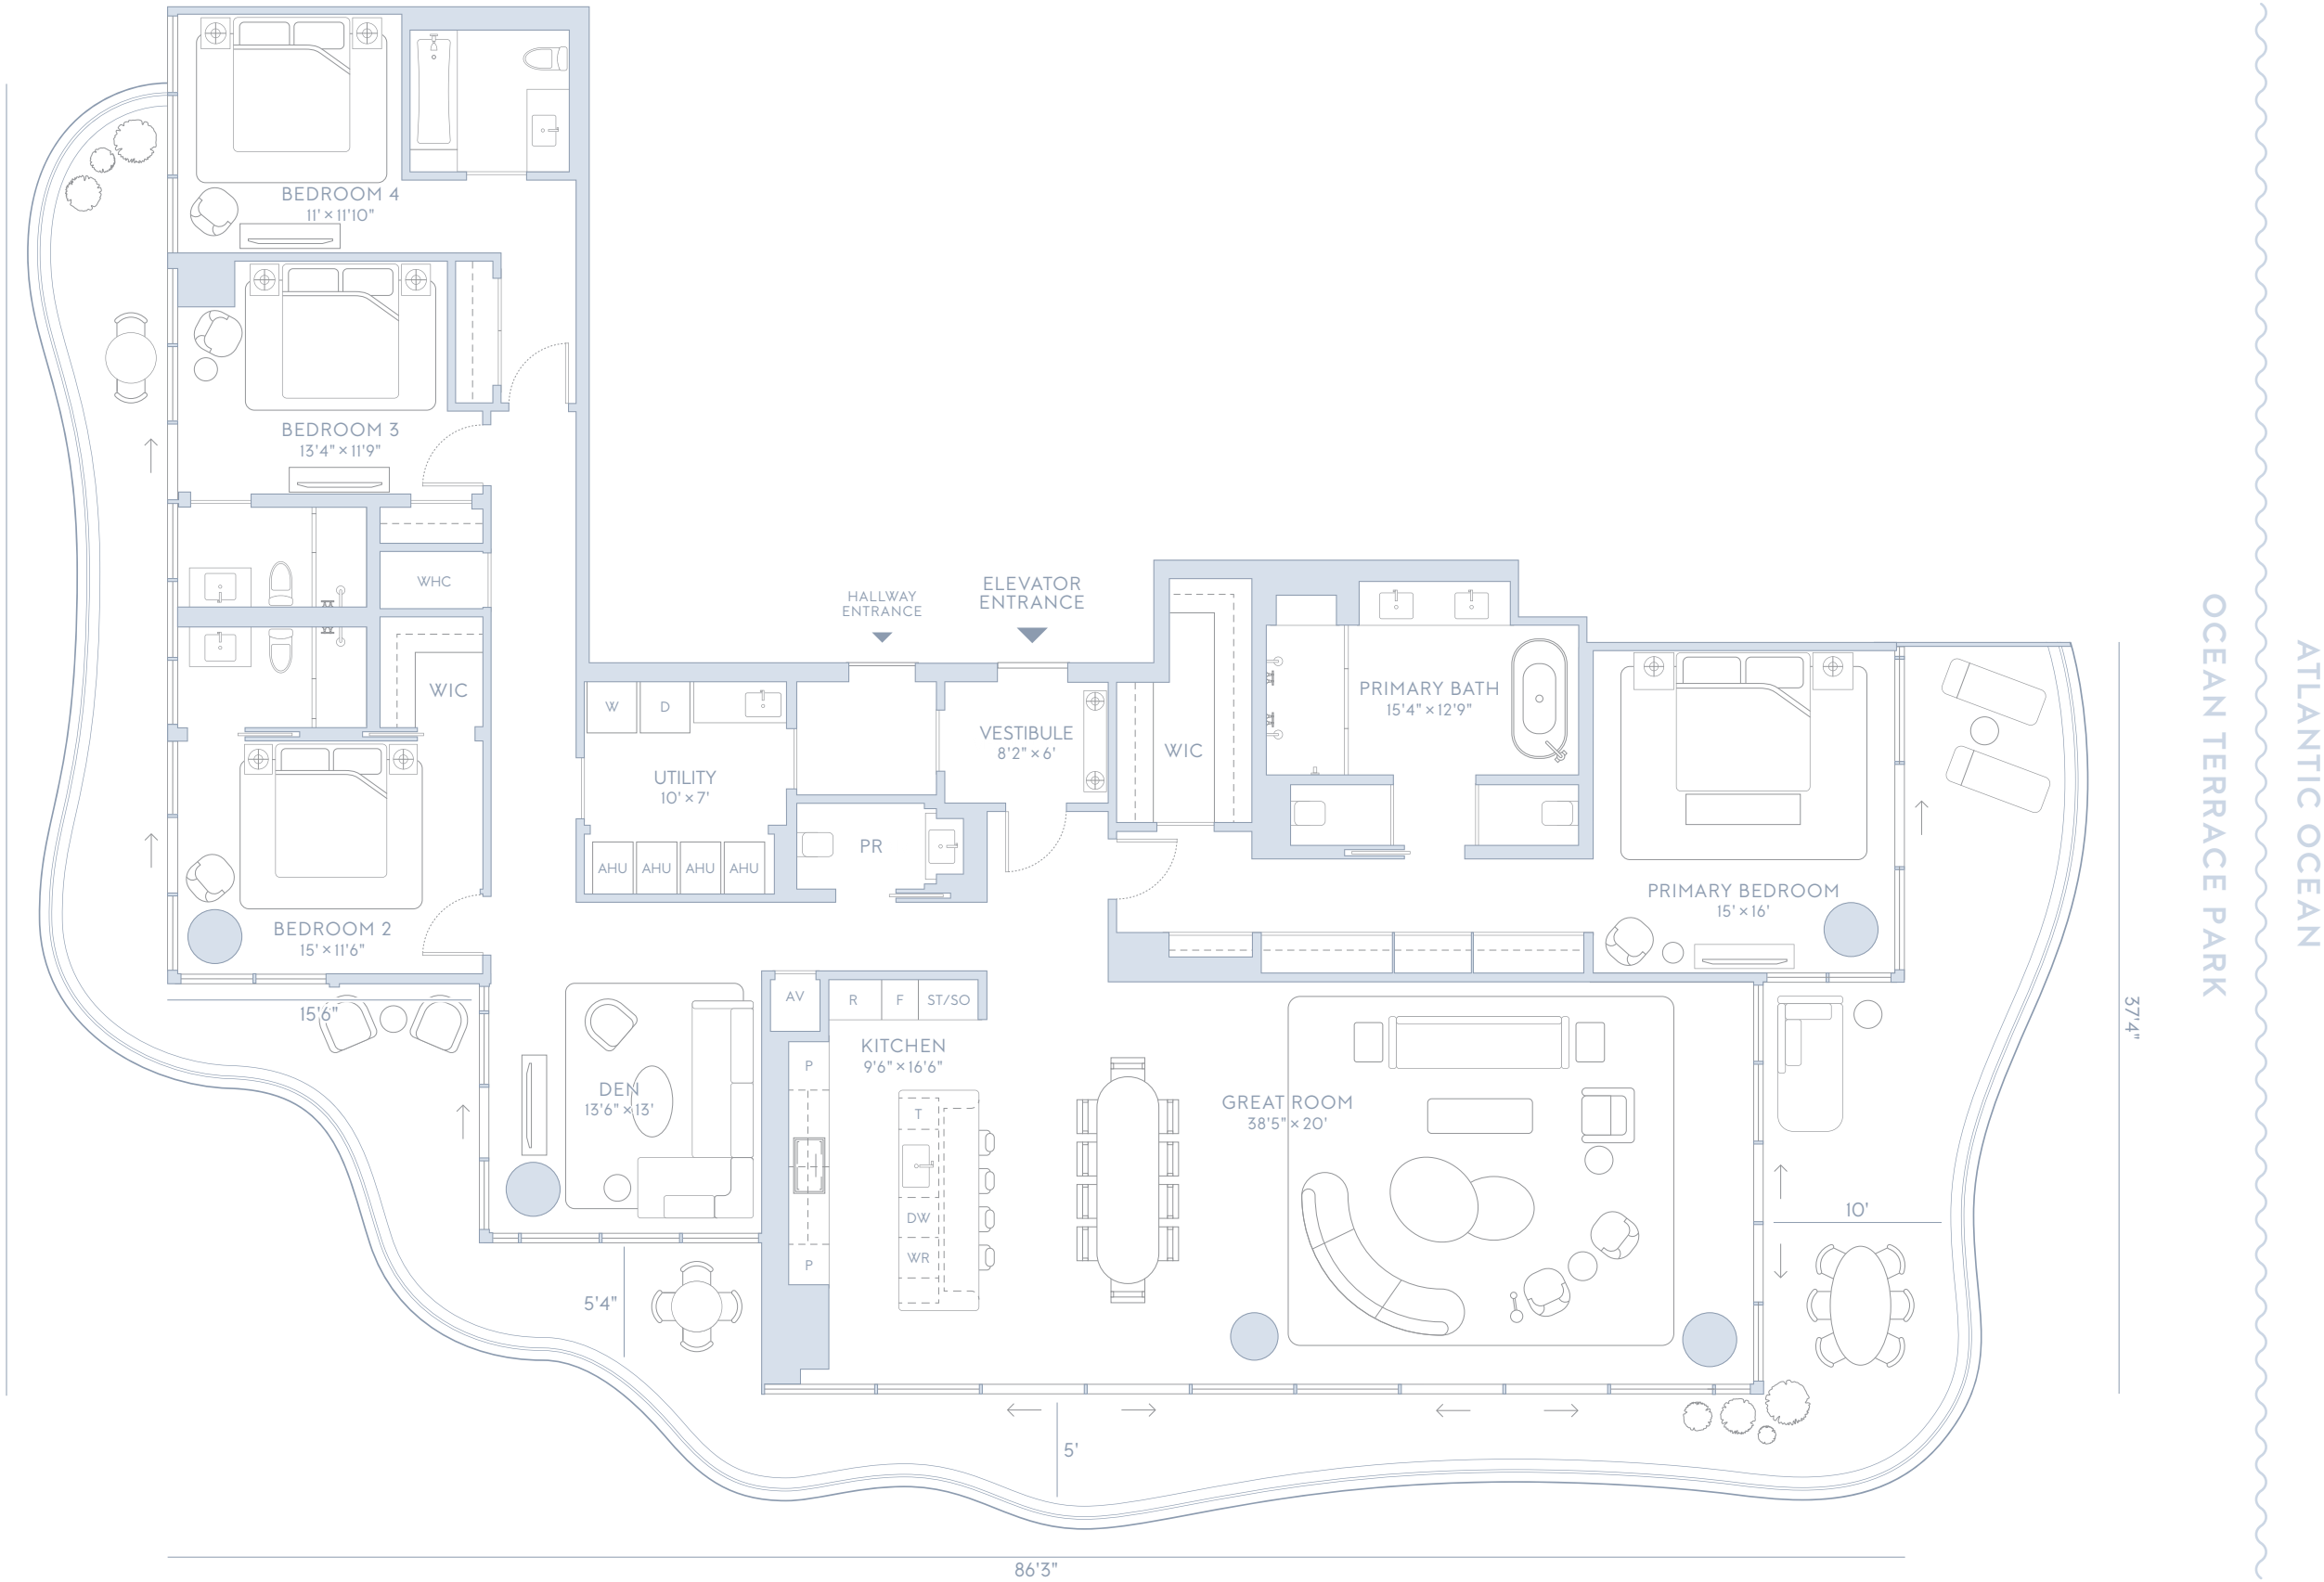 BEDROOM 4
11' × 11'10"
BEDROOM 3
13'4" × 11'9"
WHC
WIC
BEDROOM 2
15' × 11'6"
15'6"
HALLWAY
ENTRANCE
ELEVATOR
ENTRANCE
W
D
UTILITY
10' × 7'
AHU
AHU
AHU
AHU
PR
VESTIBULE
8'2" × 6'
WIC
PRIMARY BATH
15'4" × 12'9"
PRIMARY BEDROOM
15' × 16'
DEN
13'6" × 13'
5'4"
AV
R
F
ST/SO
KITCHEN
9'6" × 16'6"
P
T
DW
WR
P
GREAT ROOM
38'5" × 20'
10'
5'
86'3"
37'4"
OCEAN TERRACE PARK
ATLANTIC OCEAN